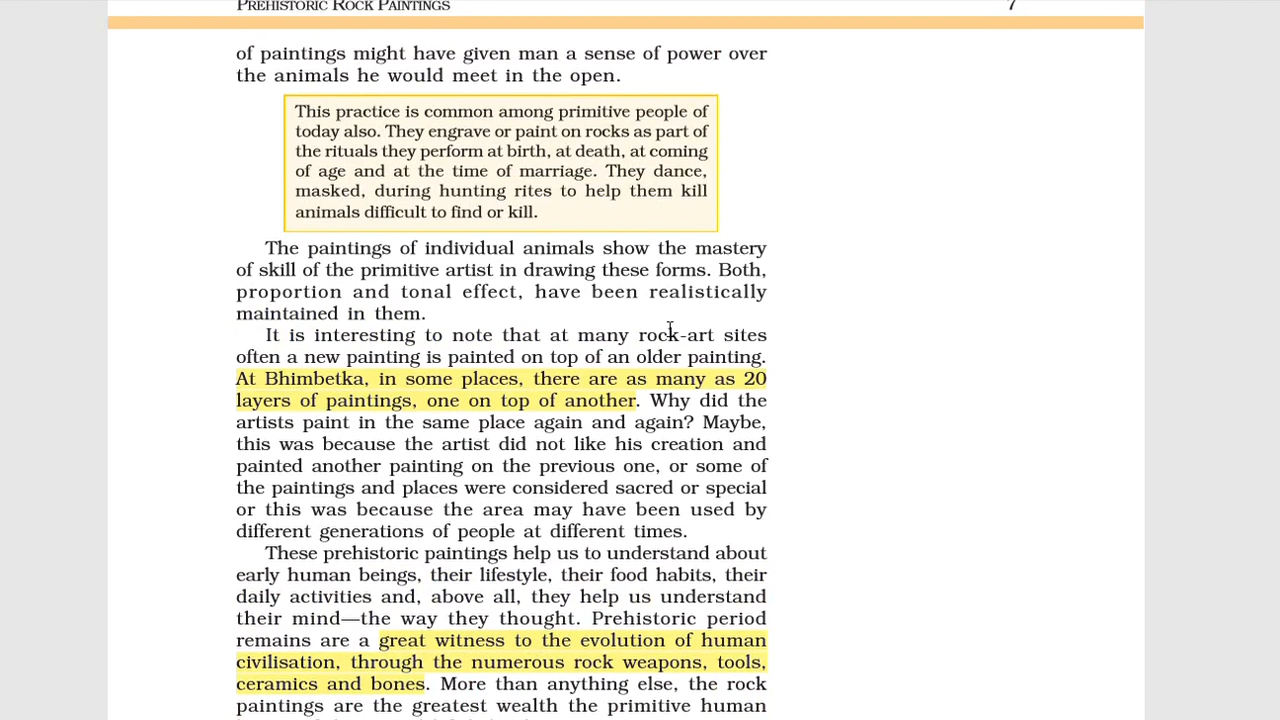 PREHISTORIC ROCK PAINTINGS 7
of paintings might have given man a sense of power over
the animals he would meet in the open.
This practice is common among primitive people of
today also. They engrave or paint on rocks as part of
the rituals they perform at birth, at death, at coming
of age and at the time of marriage. They dance,
masked, during hunting rites to help them kill
animals difficult to find or kill.
The paintings of individual animals show the mastery
of skill of the primitive artist in drawing these forms. Both,
proportion and tonal effect, have been realistically
maintained in them.
It is interesting to note that at many rock-art sites
often a new painting is painted on top of an older painting.
At Bhimbetka, in some places, there are as many as 20
layers of paintings, one on top of another. Why did the
artists paint in the same place again and again? Maybe,
this was because the artist did not like his creation and
painted another painting on the previous one, or some of
the paintings and places were considered sacred or special
or this was because the area may have been used by
different generations of people at different times.
These prehistoric paintings help us to understand about
early human beings, their lifestyle, their food habits, their
daily activities and, above all, they help us understand
their mind—the way they thought. Prehistoric period
remains are a great witness to the evolution of human
civilisation, through the numerous rock weapons, tools,
ceramics and bones. More than anything else, the rock
paintings are the greatest wealth the primitive human